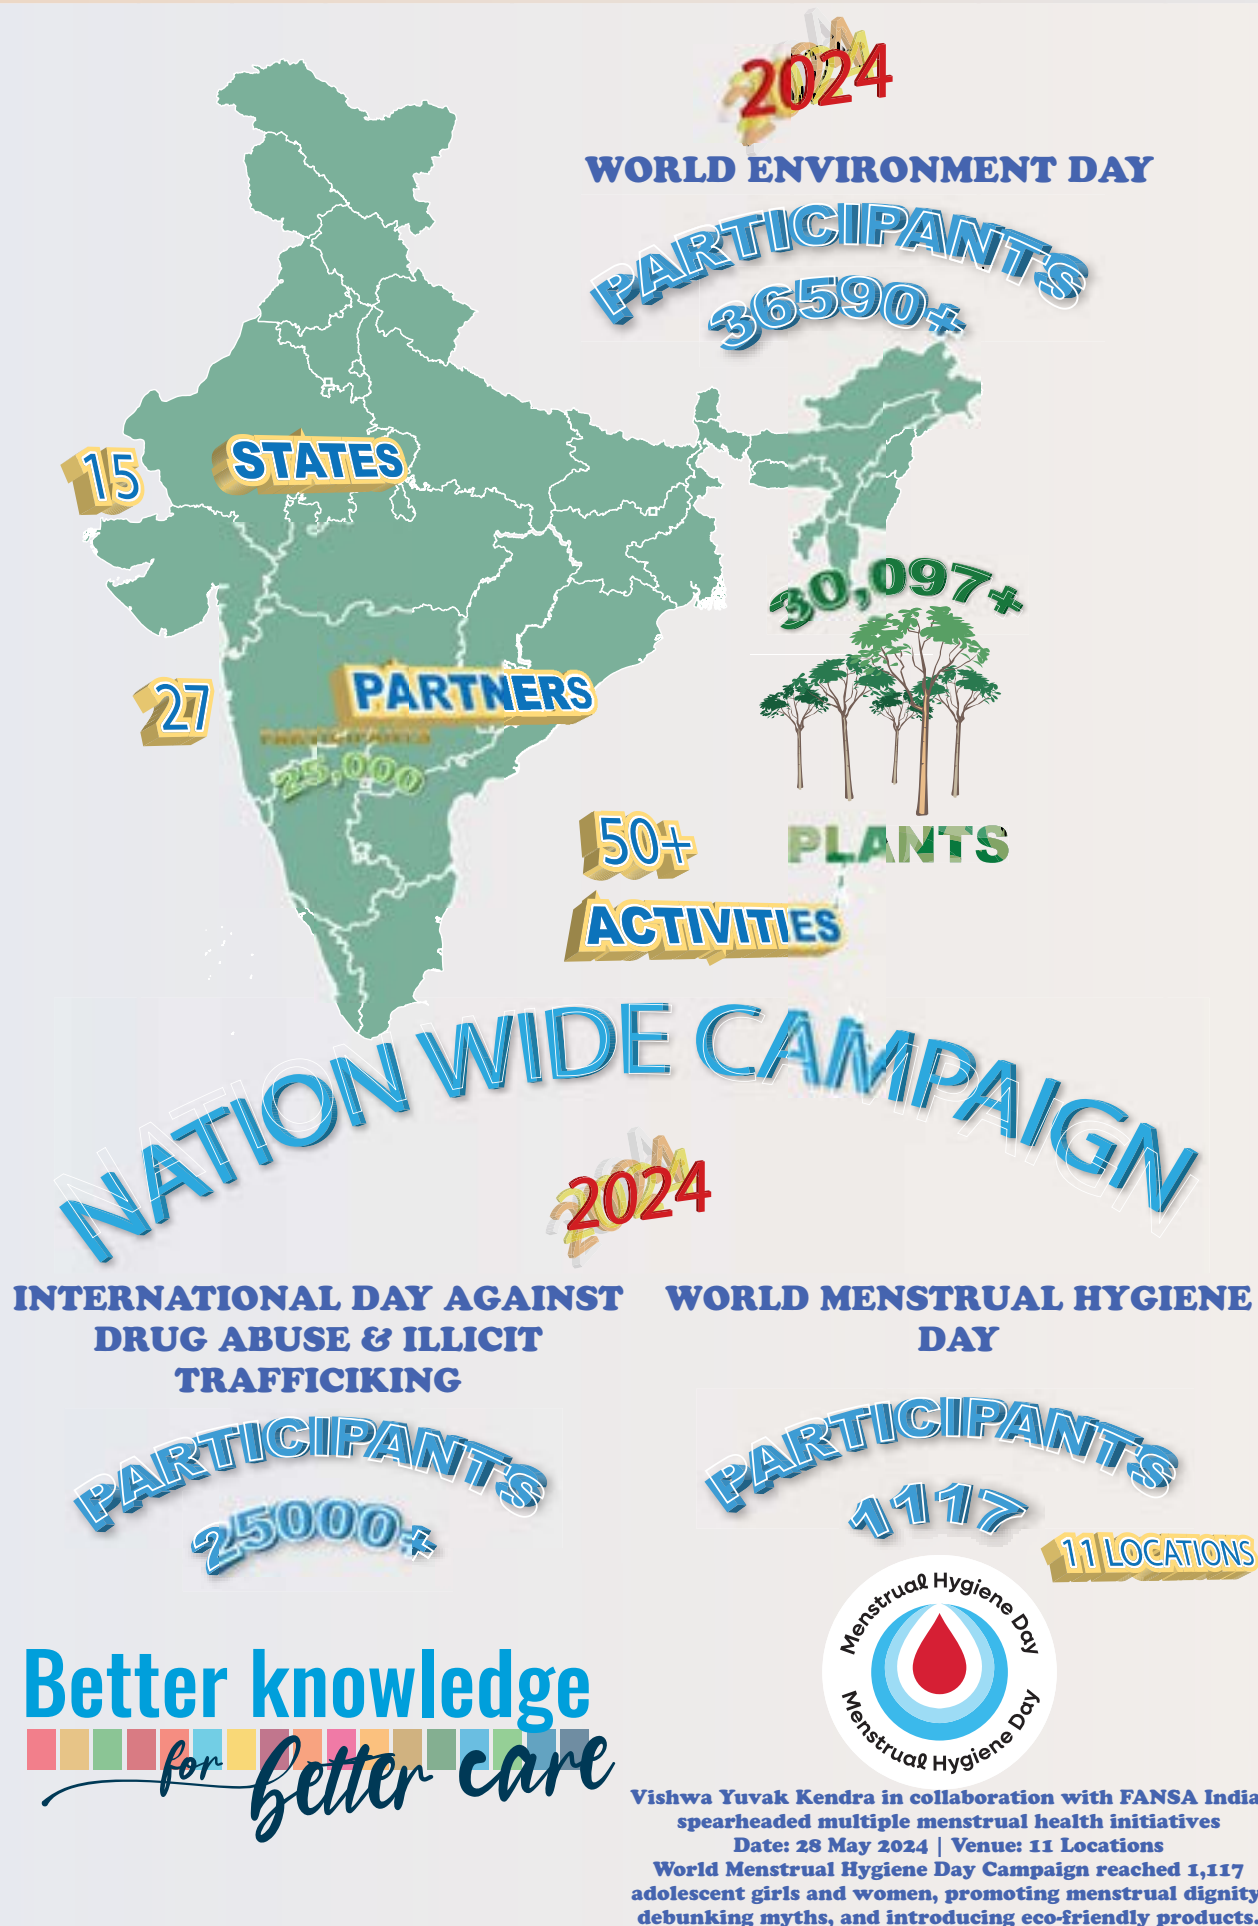 2024
WORLD ENVIRONMENT DAY
PARTICIPANTS
36590+
15
STATES
30,097+
27
PARTNERS
PARTICIPANTS
25,000
50+
PLANTS
ACTIVITIES
NATION WIDE CAMPAIGN
2024
INTERNATIONAL DAY AGAINST
DRUG ABUSE & ILLICIT
TRAFFICIKING
PARTICIPANTS
25000+
Better knowledge
for better care
WORLD MENSTRUAL HYGIENE
DAY
PARTICIPANTS
1117
11 LOCATIONS
Menstrual Hygiene Day
Menstrual Hygiene Day
Vishwa Yuvak Kendra in collaboration with FANSA India
spearheaded multiple menstrual health initiatives
Date: 28 May 2024 | Venue: 11 Locations
World Menstrual Hygiene Day Campaign reached 1,117
adolescent girls and women, promoting menstrual dignity
debunking myths, and introducing eco-friendly products.